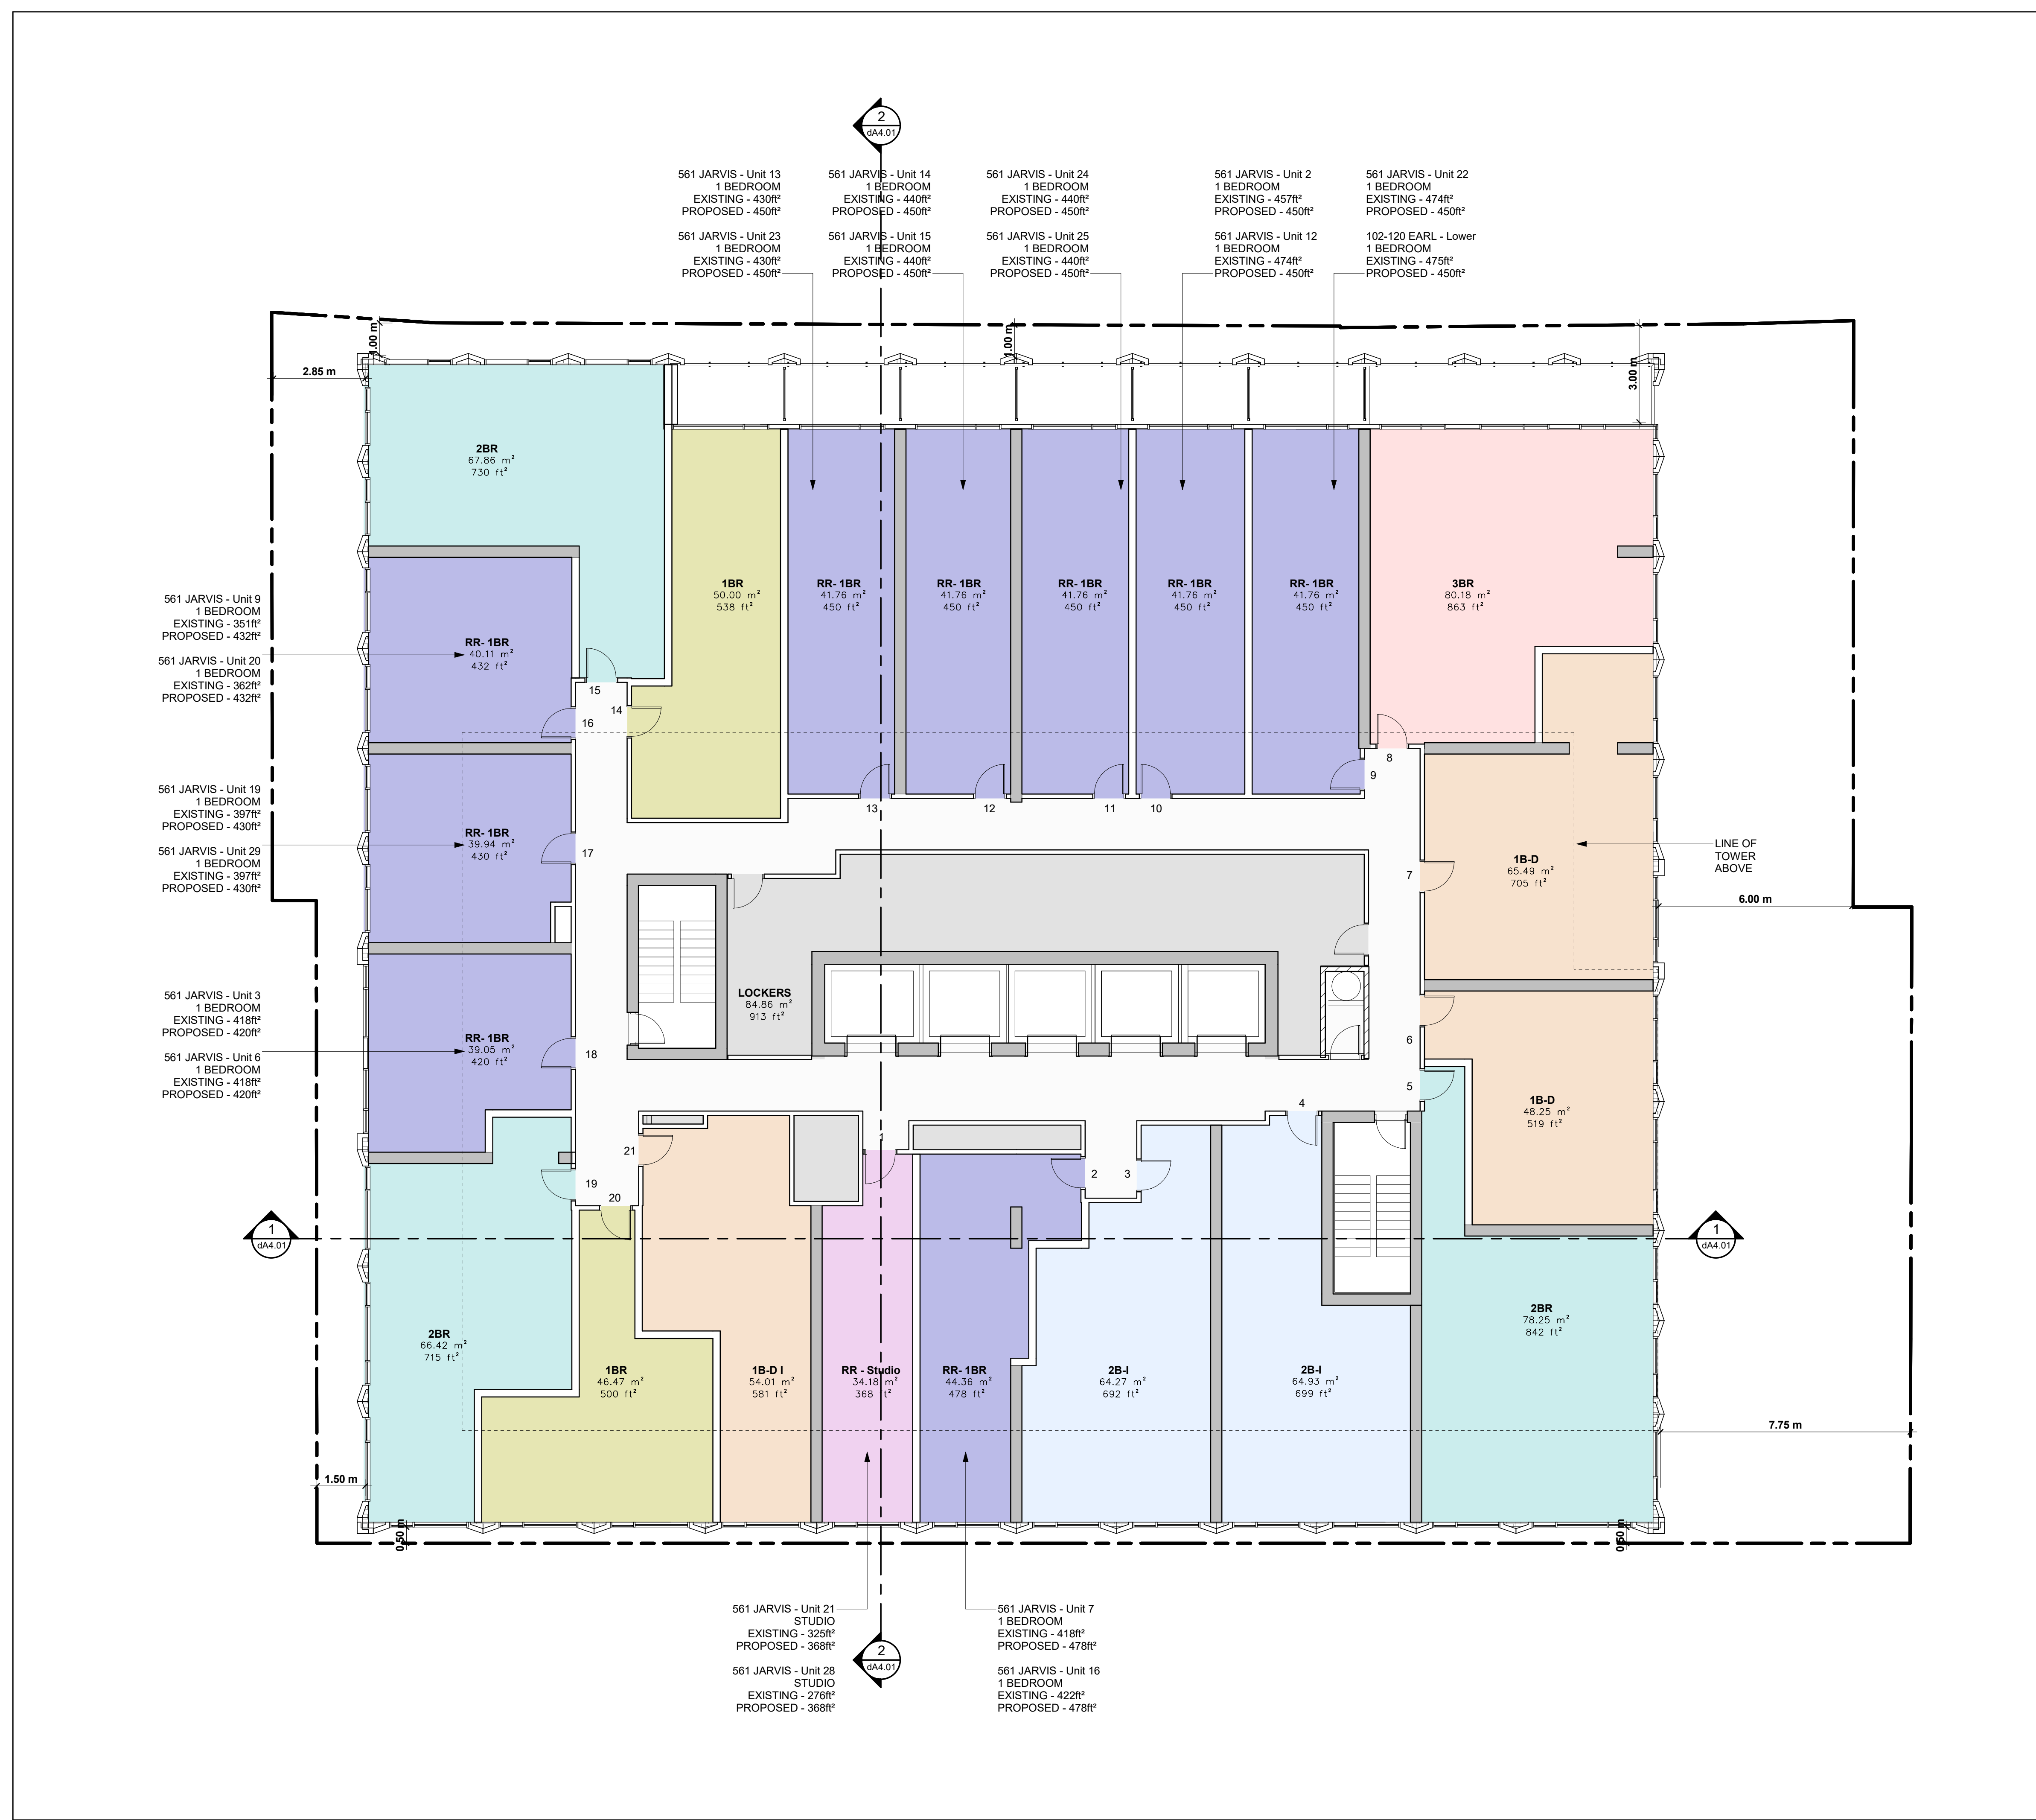 2
dA4.01
561 JARVIS - Unit 13
1 BEDROOM
EXISTING - 430ft²
PROPOSED - 450ft²
561 JARVIS - Unit 23
1 BEDROOM
EXISTING - 430ft²
PROPOSED - 450ft²
561 JARVIS - Unit 14
1 BEDROOM
EXISTING - 440ft²
PROPOSED - 450ft²
561 JARVIS - Unit 15
1 BEDROOM
EXISTING - 440ft²
PROPOSED - 450ft²
561 JARVIS - Unit 24
1 BEDROOM
EXISTING - 440ft²
PROPOSED - 450ft²
561 JARVIS - Unit 25
1 BEDROOM
EXISTING - 440ft²
PROPOSED - 450ft²
561 JARVIS - Unit 2
1 BEDROOM
EXISTING - 457ft²
PROPOSED - 450ft²
561 JARVIS - Unit 12
1 BEDROOM
EXISTING - 474ft²
PROPOSED - 450ft²
561 JARVIS - Unit 22
1 BEDROOM
EXISTING - 474ft²
PROPOSED - 450ft²
102-120 EARL - Lower
1 BEDROOM
EXISTING - 475ft²
PROPOSED - 450ft²
1.00 m
1.00 m
3.00 m
2.85 m
2BR
67.86 m²
730 ft²
1BR
50.00 m²
538 ft²
RR- 1BR
41.76 m²
450 ft²
RR- 1BR
41.76 m²
450 ft²
RR- 1BR
41.76 m²
450 ft²
RR- 1BR
41.76 m²
450 ft²
RR- 1BR
41.76 m²
450 ft²
3BR
80.18 m²
863 ft²
561 JARVIS - Unit 9
1 BEDROOM
EXISTING - 351ft²
PROPOSED - 432ft²
561 JARVIS - Unit 20
1 BEDROOM
EXISTING - 362ft²
PROPOSED - 432ft²
RR- 1BR
40.11 m²
432 ft²
15
14
16
8
9
13
12
11
10
561 JARVIS - Unit 19
1 BEDROOM
EXISTING - 397ft²
PROPOSED - 430ft²
561 JARVIS - Unit 29
1 BEDROOM
EXISTING - 397ft²
PROPOSED - 430ft²
RR- 1BR
39.94 m²
430 ft²
17
7
1B-D
65.49 m²
705 ft²
LINE OF
TOWER
ABOVE
6.00 m
561 JARVIS - Unit 3
1 BEDROOM
EXISTING - 418ft²
PROPOSED - 420ft²
561 JARVIS - Unit 6
1 BEDROOM
EXISTING - 418ft²
PROPOSED - 420ft²
RR- 1BR
39.05 m²
420 ft²
18
LOCKERS
84.86 m²
913 ft²
6
5
4
1B-D
48.25 m²
519 ft²
21
1
2
3
19
20
1
dA4.01
1
dA4.01
2BR
66.42 m²
715 ft²
1BR
46.47 m²
500 ft²
1B-D I
54.01 m²
581 ft²
RR - Studio
34.18 m²
368 ft²
RR- 1BR
44.36 m²
478 ft²
2B-I
64.27 m²
692 ft²
2B-I
64.93 m²
699 ft²
2BR
78.25 m²
842 ft²
7.75 m
1.50 m
0.50 m
0.50 m
561 JARVIS - Unit 21
STUDIO
EXISTING - 325ft²
PROPOSED - 368ft²
561 JARVIS - Unit 28
STUDIO
EXISTING - 276ft²
PROPOSED - 368ft²
2
dA4.01
561 JARVIS - Unit 7
1 BEDROOM
EXISTING - 418ft²
PROPOSED - 478ft²
561 JARVIS - Unit 16
1 BEDROOM
EXISTING - 422ft²
PROPOSED - 478ft²